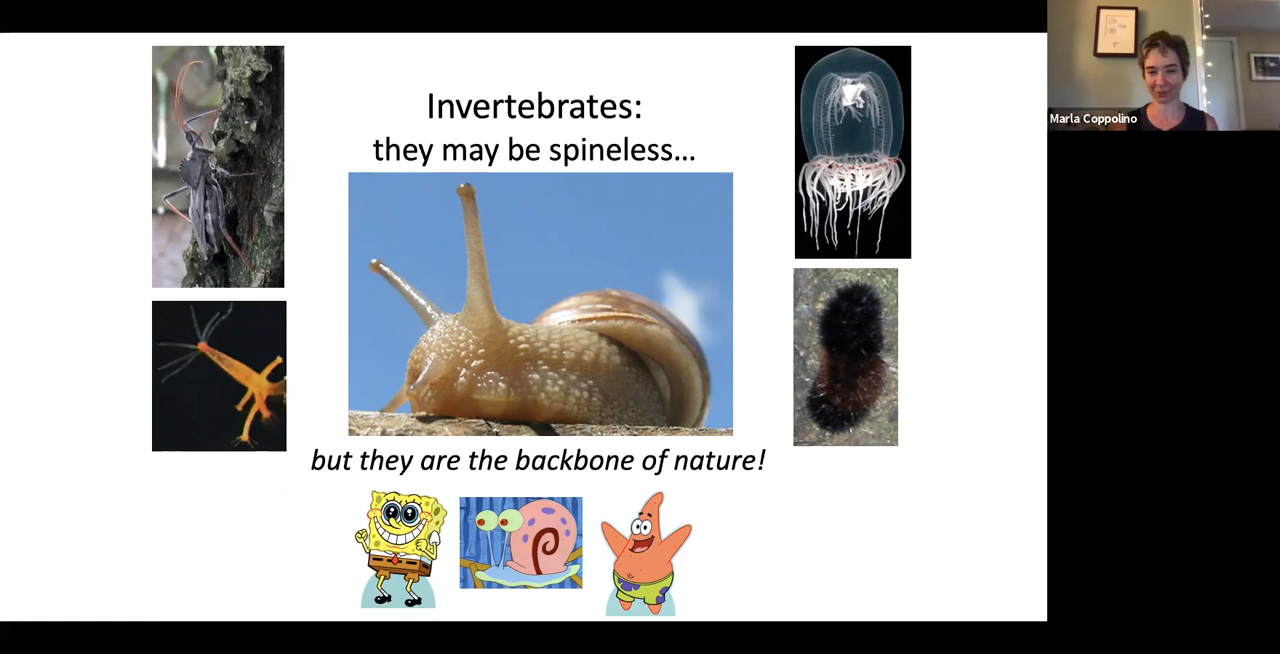 Invertebrates:
they may be spineless...
but they are the backbone of nature!
Marla Coppolino